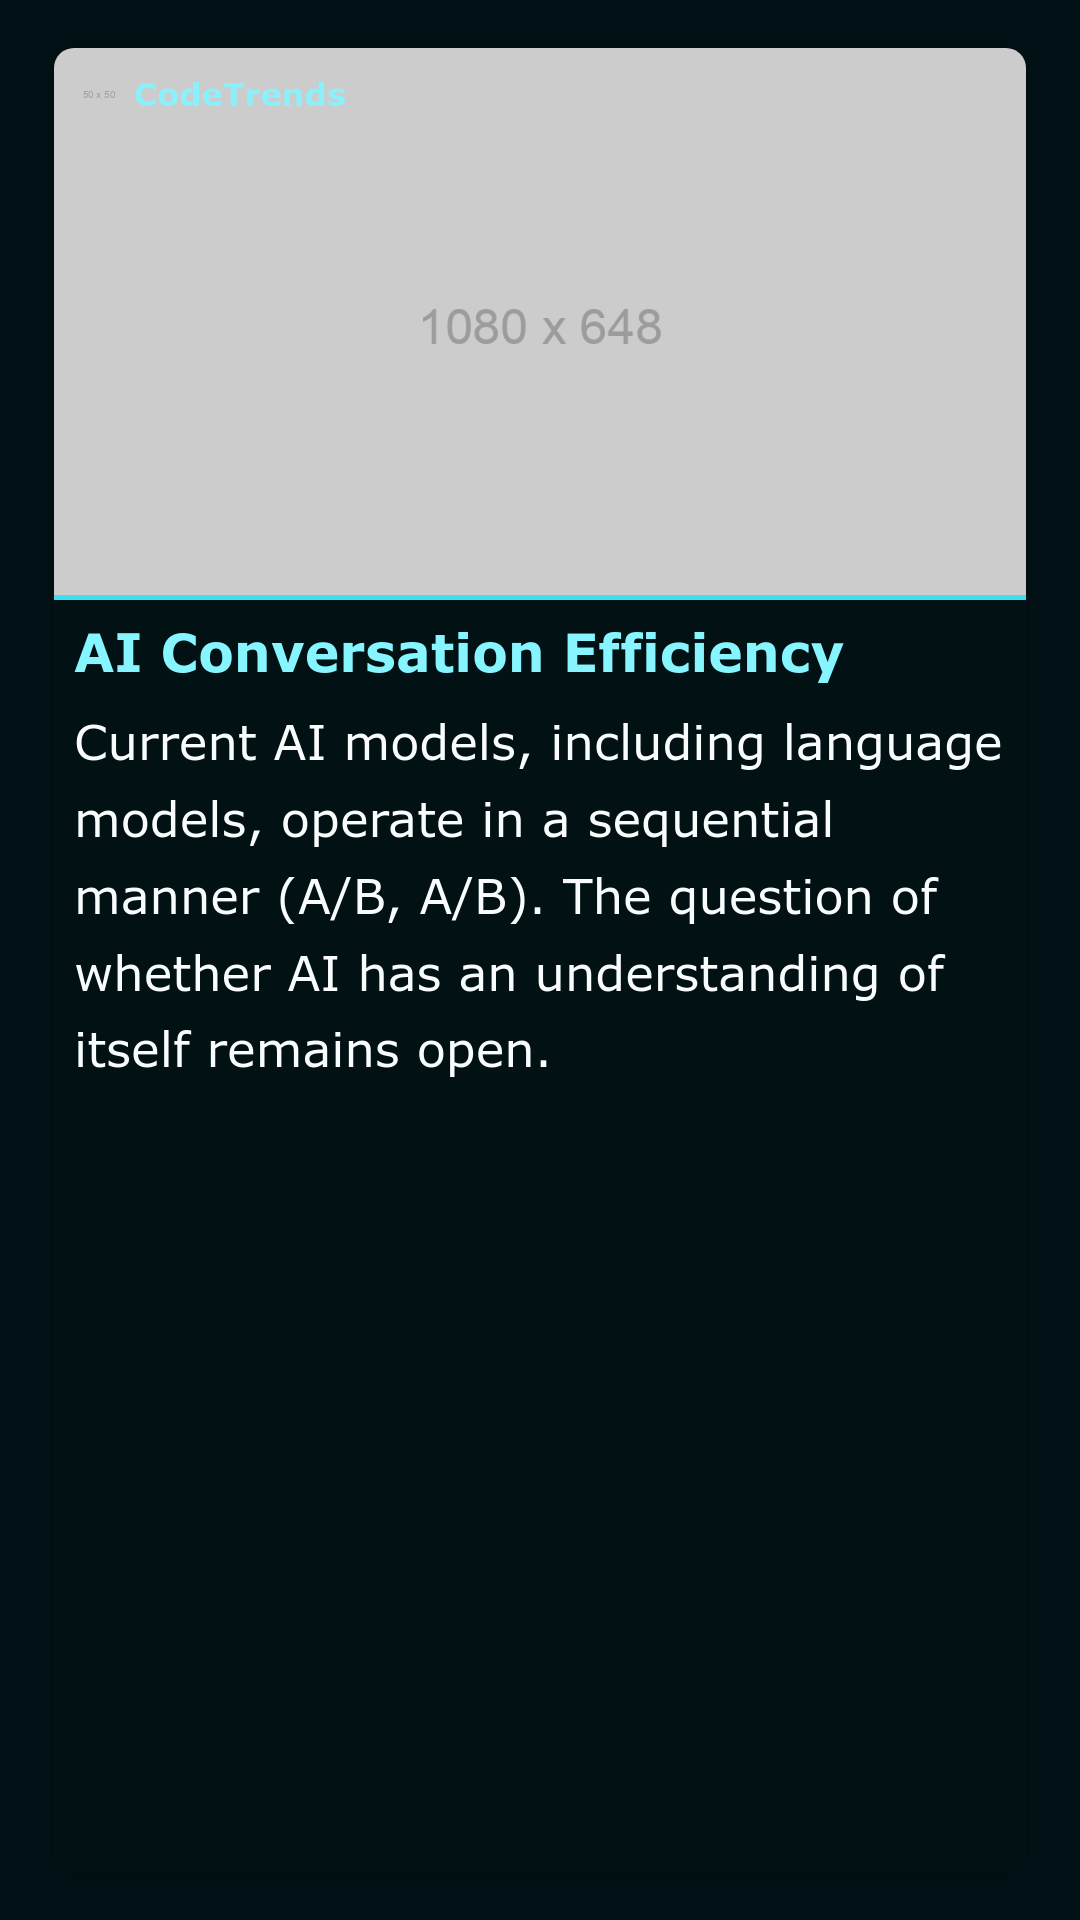 50 x 50
CodeTrends
1080 x 648
AI Conversation Efficiency
Current AI models, including language
models, operate in a sequential
manner (A/B, A/B). The question of
whether AI has an understanding of
itself remains open.